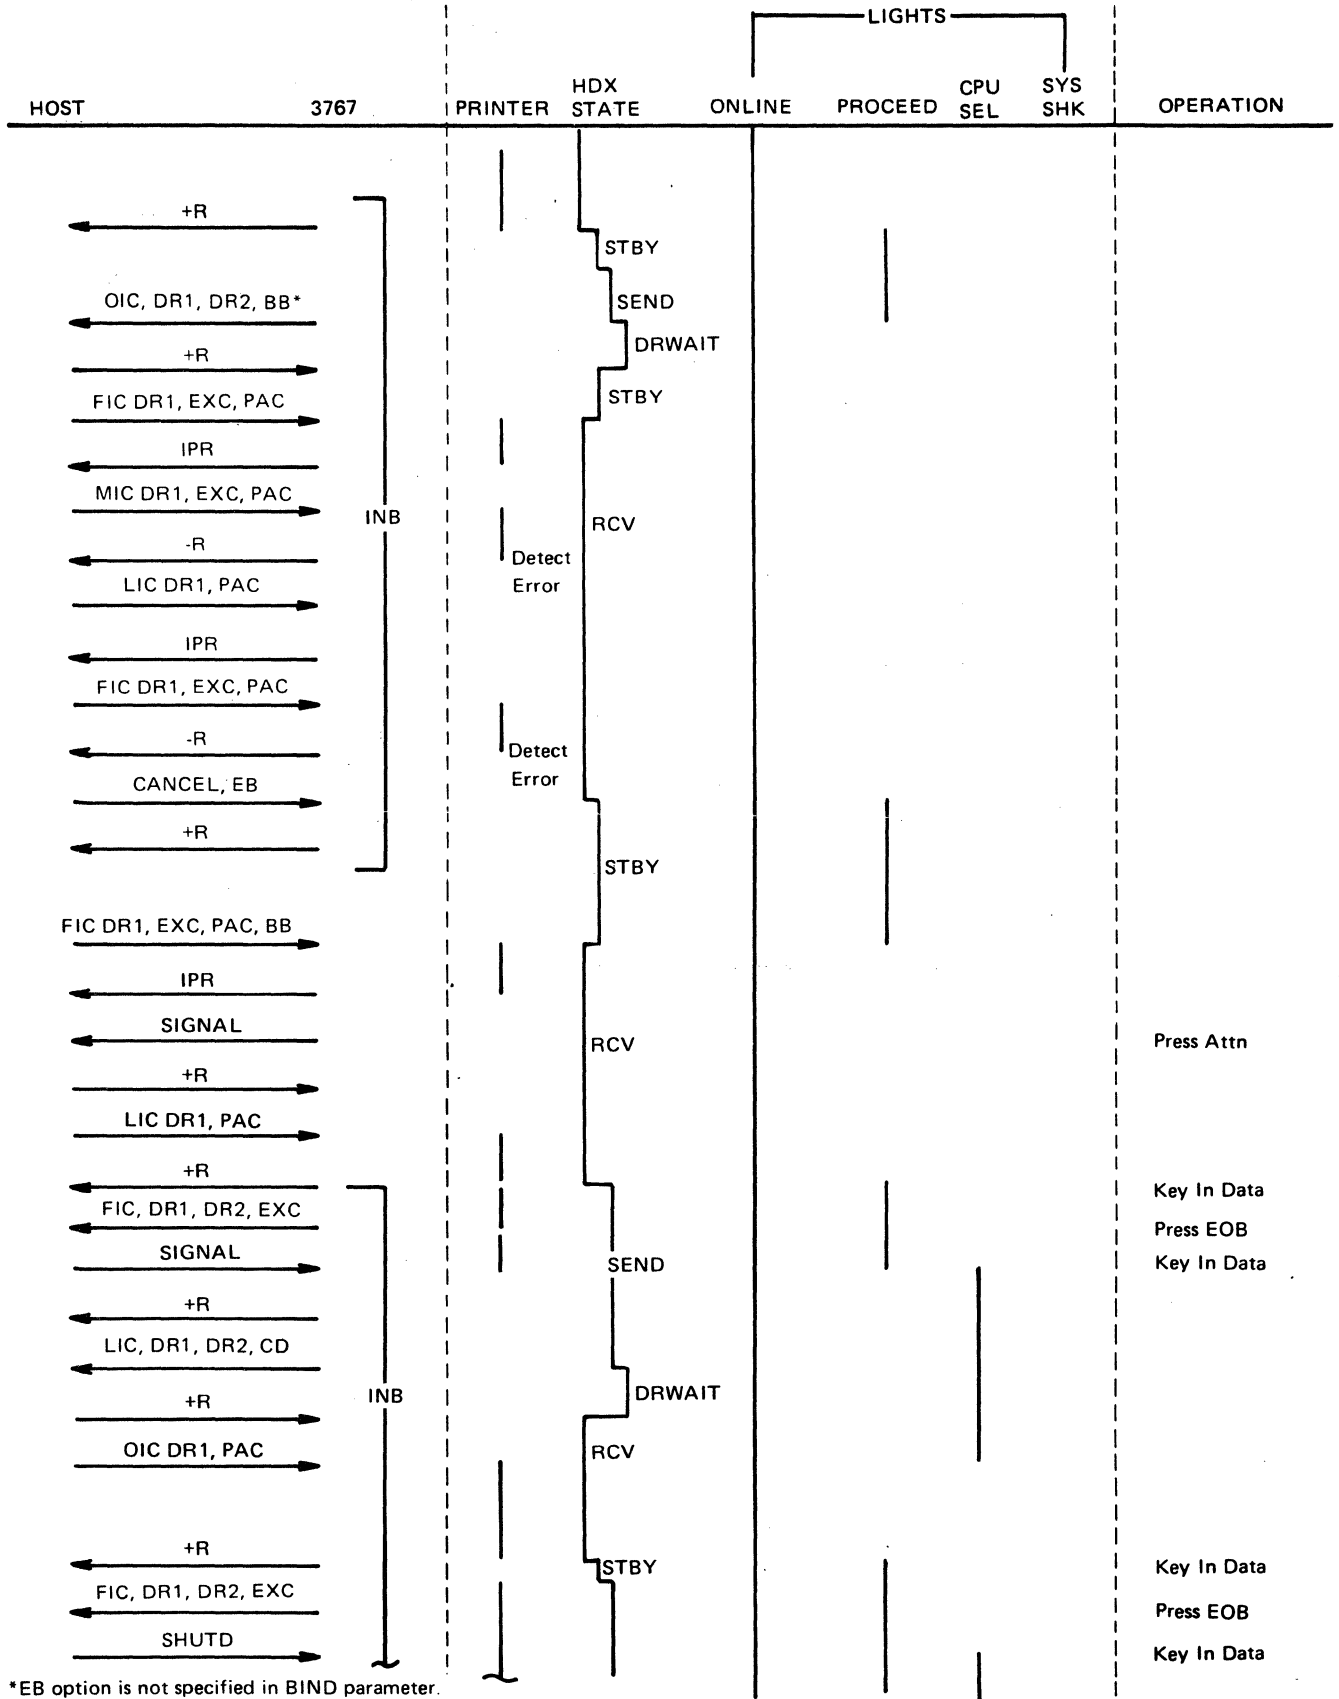 LIGHTS
HOST 3767 PRINTER HDX STATE ONLINE PROCEED CPU SEL SYS SHK OPERATION
+R
STBY
OIC, DR1, DR2, BB*
SEND
DRWAIT
+R
STBY
FIC DR1, EXC, PAC
IPR
MIC DR1, EXC, PAC
INB
RCV
-R
Detect Error
LIC DR1, PAC
IPR
FIC DR1, EXC, PAC
-R
Detect Error
CANCEL, EB
+R
STBY
FIC DR1, EXC, PAC, BB
IPR
SIGNAL
RCV
Press Attn
+R
LIC DR1, PAC
+R
Key In Data
FIC, DR1, DR2, EXC
Press EOB
SIGNAL
SEND
Key In Data
+R
LIC, DR1, DR2, CD
INB
DRWAIT
+R
OIC DR1, PAC
RCV
+R
STBY
Key In Data
FIC, DR1, DR2, EXC
Press EOB
SHUTD
Key In Data
*EB option is not specified in BIND parameter.